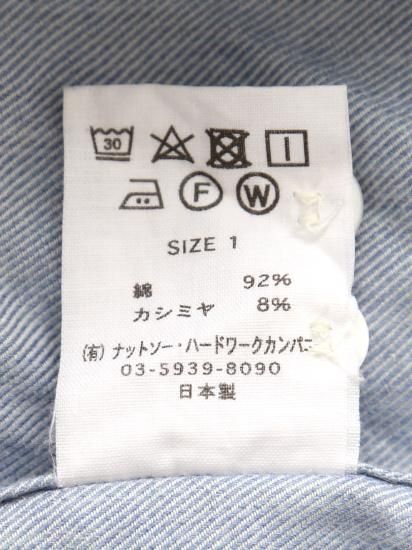 30
F W
SIZE 1
綿 92%
カシミヤ 8%
(有) ナットソー・ハードワークカンパニ
03-5939-8090
日本製